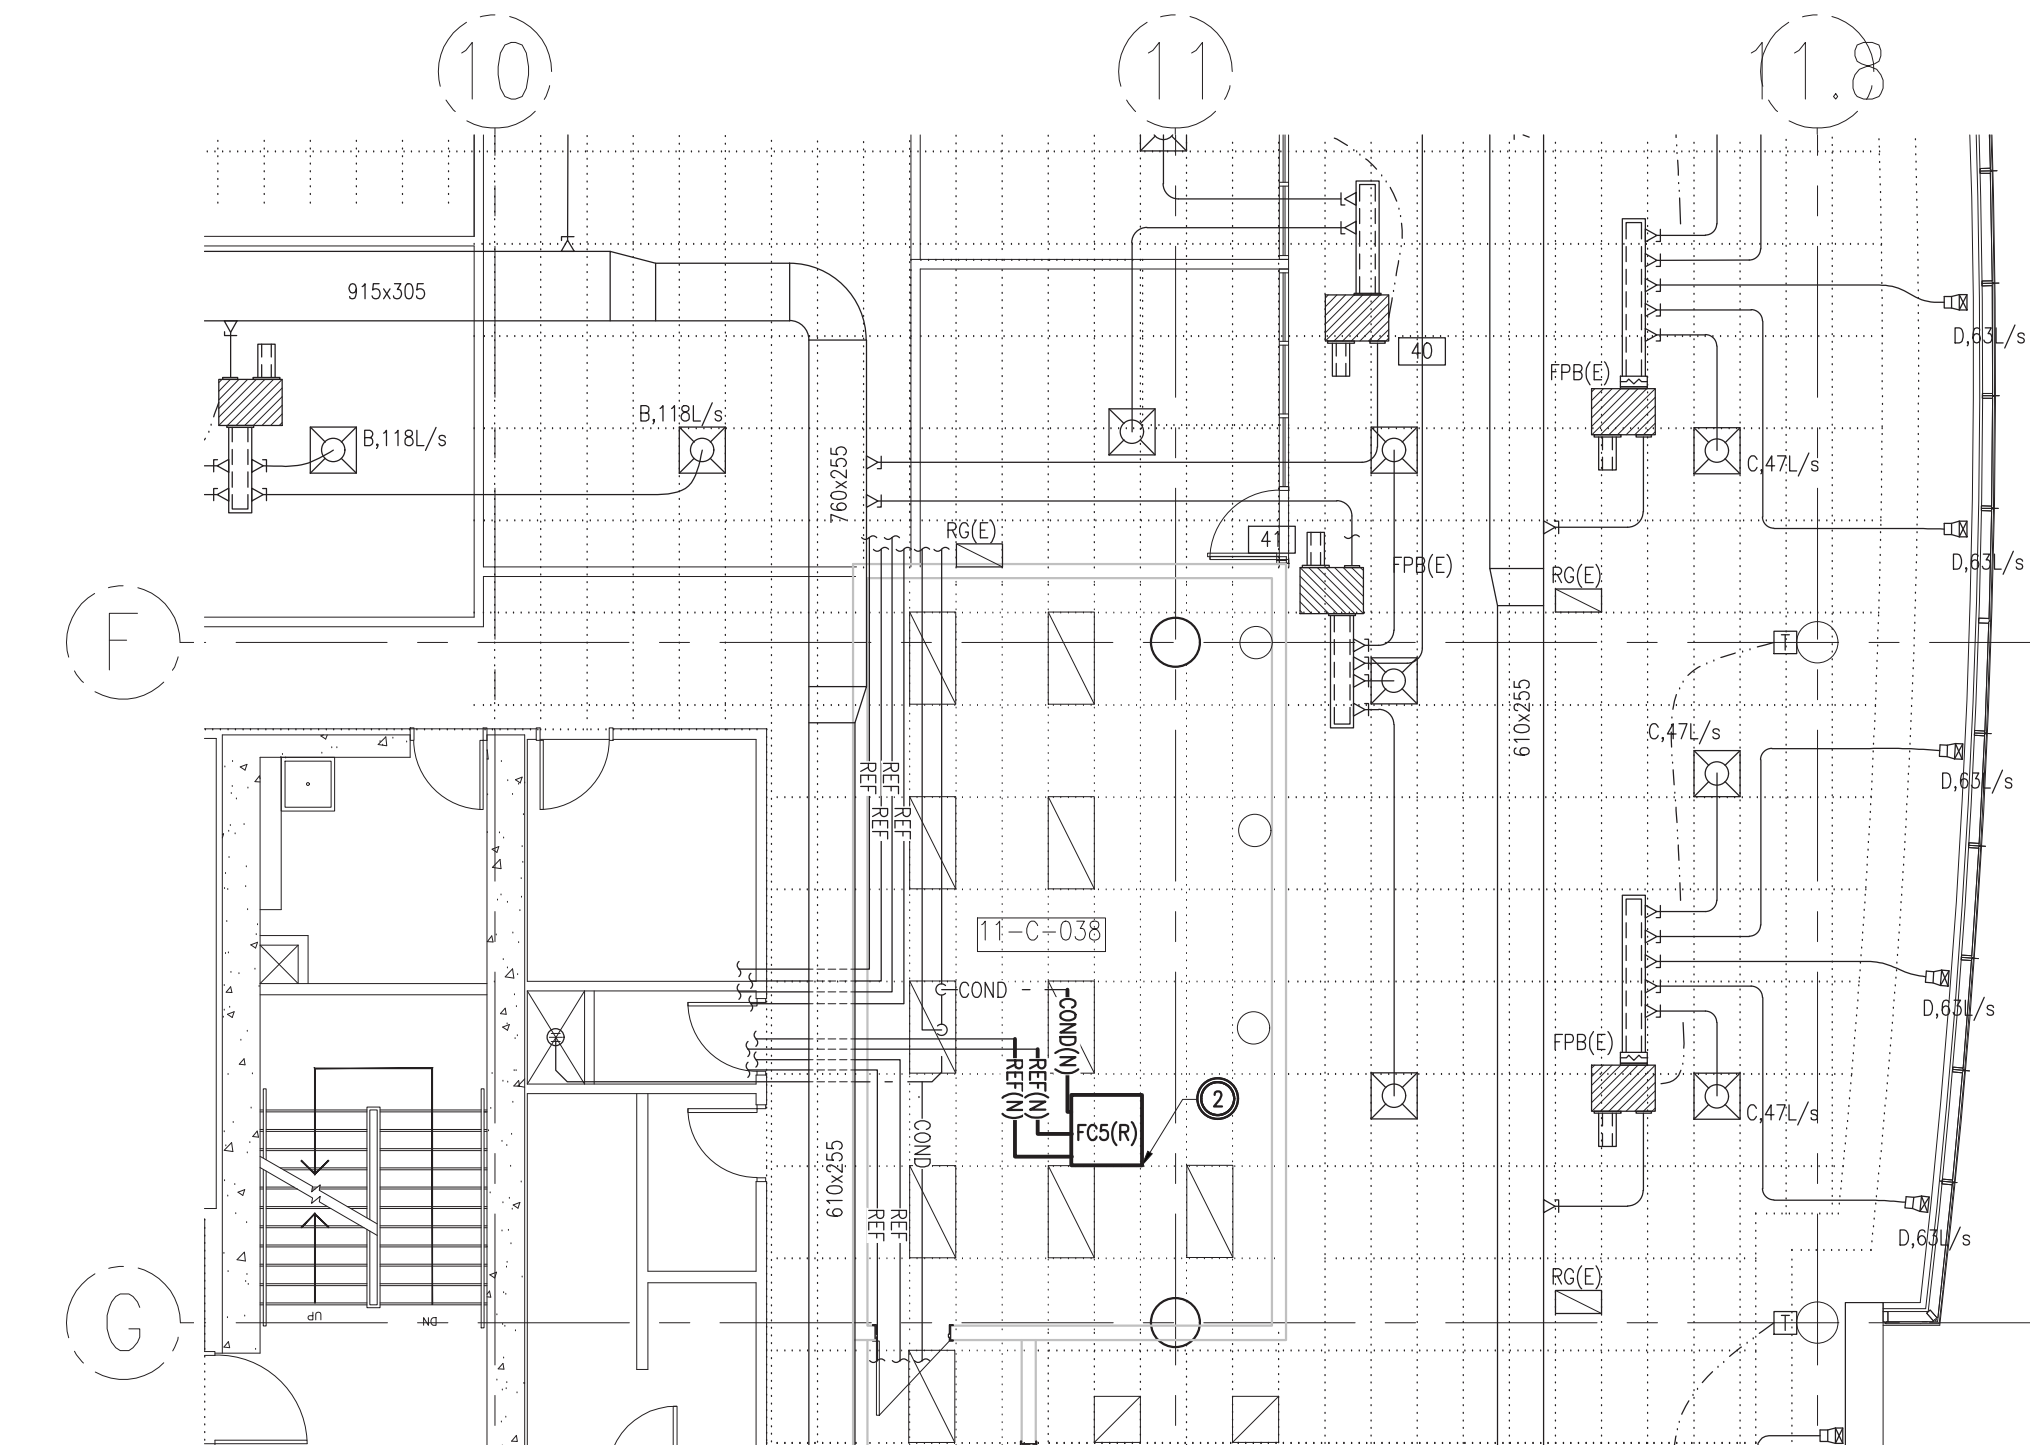 10
11
11.8
915x305
D,63L/s
40
FPB(E)
B,118L/s
B,118L/s
C,47L/s
760x255
RG(E)
41
FPB(E)
D,63L/s
RG(E)
F
T
610x255
C,47L/s
REF
REF
D,63L/s
REF
REF
11-C-038
COND
COND(N)
D,63L/s
FPB(E)
REF(N)
REF(N)
2
C,47L/s
FC5(R)
COND
610x255
REF
REF
D,63L/s
RG(E)
UP
DN
G
T